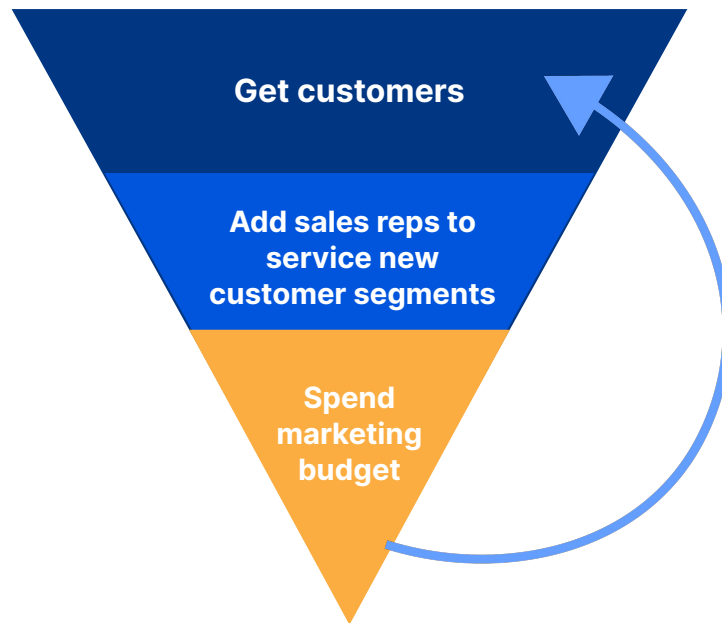 Get customers
Add sales reps to
service new
customer segments
Spend
marketing
budget